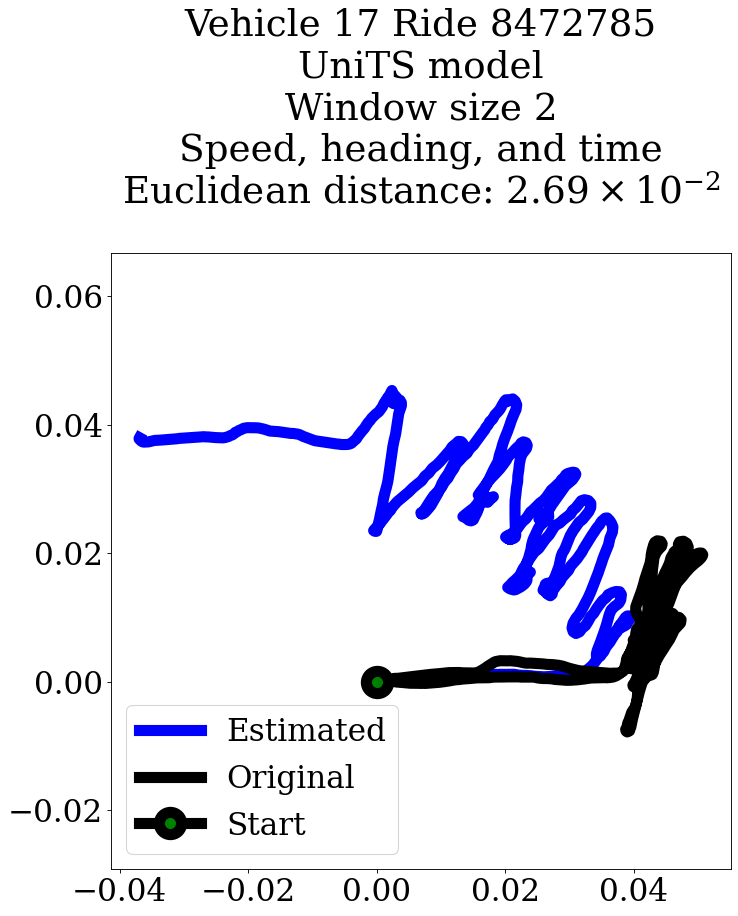 Vehicle 17 Ride 8472785
UniTS model
Window size 2
Speed, heading, and time
Euclidean distance: 2.69 × 10⁻²
0.06
0.04
0.02
0.00
−0.02
−0.04
−0.02
0.00
0.02
0.04
Estimated
Original
Start